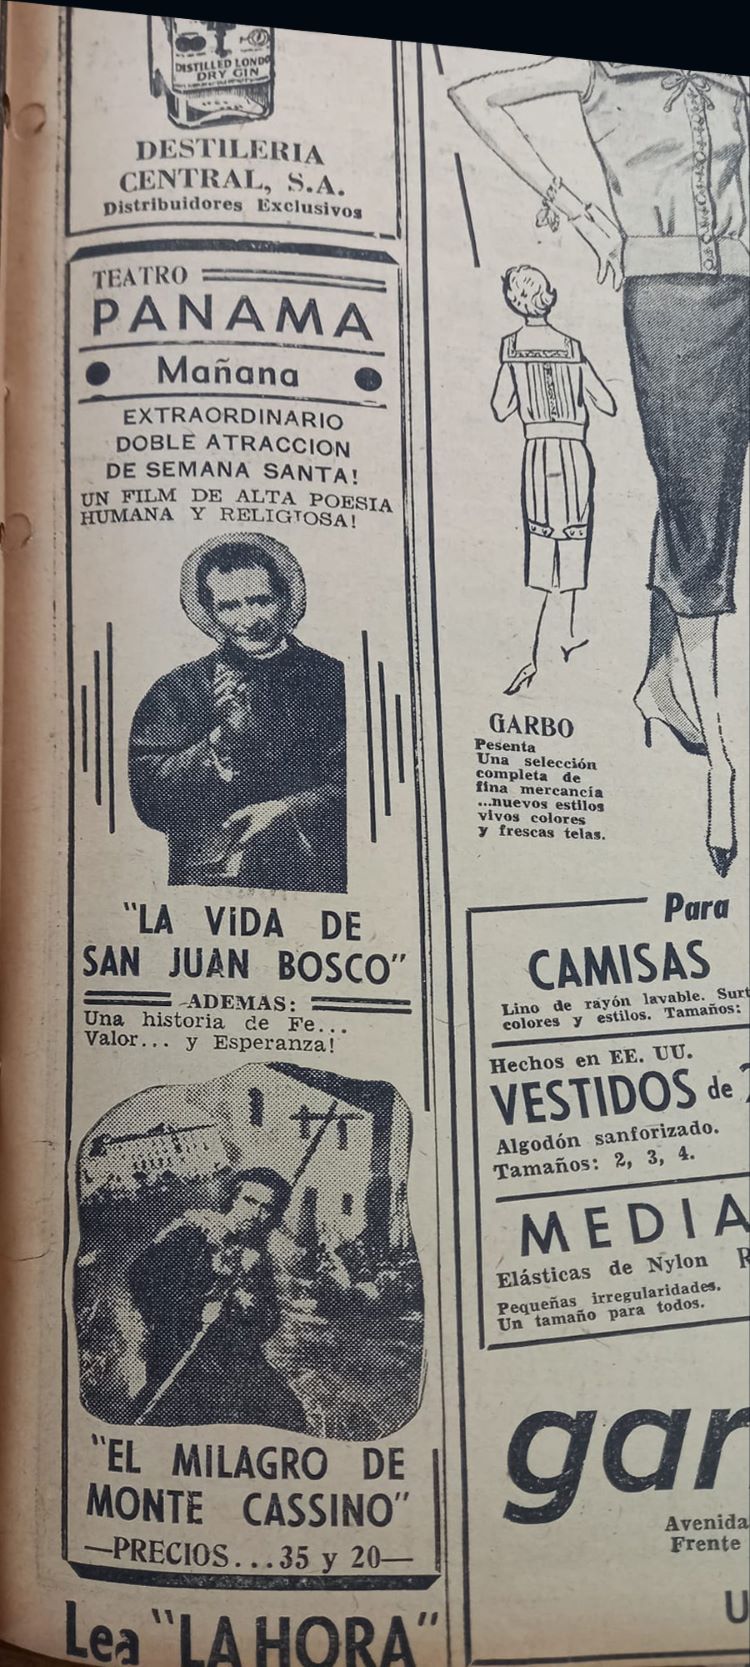 DISTILLED LONDO
DRY GIN
DESTILERIA
CENTRAL, S.A.
Distribuidores Exclusivos
TEATRO
PANAMA
Mañana
EXTRAORDINARIO
DOBLE ATRACCION
DE SEMANA SANTA!
UN FILM DE ALTA POESIA
HUMANA Y RELIGIOSA!
"LA ViDA DE
SAN JUAN BOSCO"
ADEMAS:
Una historia de Fe...
Valor... y Esperanza!
"EL MILAGRO DE
MONTE CASSINO"
—PRECIOS...35 y 20—
Lea "LA HORA"
GARBO
Pesenta
Una selección
completa de
fina mercancía
...nuevos estilos
vivos colores
y frescas telas.
Para
CAMISAS
Lino de rayón lavable. Surt
colores y estilos. Tamaños:
Hechos en EE. UU.
VESTIDOS de
Algodón sanforizado.
Tamaños: 2, 3, 4.
MEDIA
Elásticas de Nylon R
Pequeñas irregularidades.
Un tamaño para todos.
gar
Avenida
Frente
U